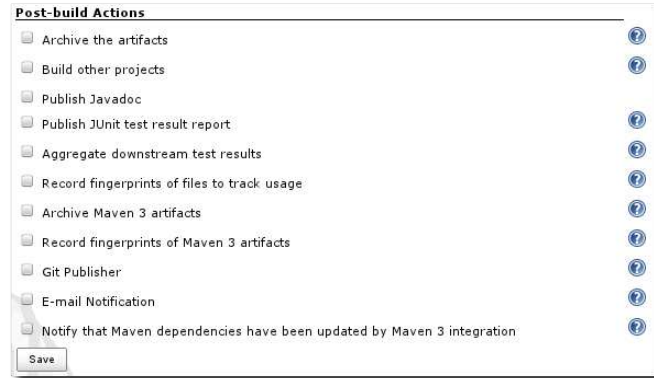 Post-build Actions
Archive the artifacts
Build other projects
Publish Javadoc
Publish JUnit test result report
Aggregate downstream test results
Record fingerprints of files to track usage
Archive Maven 3 artifacts
Record fingerprints of Maven 3 artifacts
Git Publisher
E-mail Notification
Notify that Maven dependencies have been updated by Maven 3 integration
Save